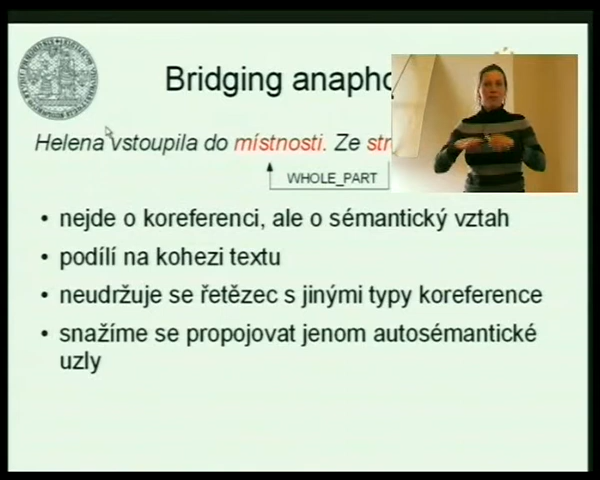 Bridging anapho
Helena vstoupila do místnosti. Ze str
WHOLE_PART
• nejde o koreferenci, ale o sémantický vztah
• podílí na kohezi textu
• neudržuje se řetězec s jinými typy koreference
• snažíme se propojovat jenom autosémantické
uzly